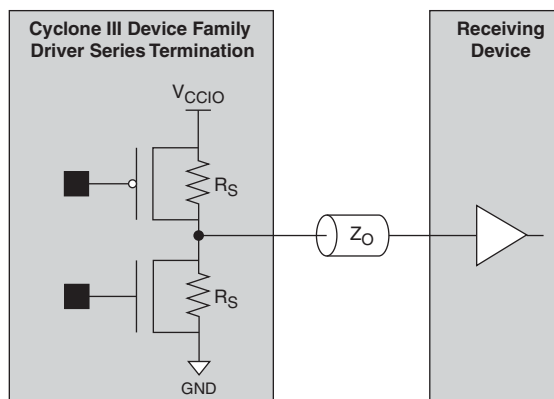 Cyclone III Device Family
Driver Series Termination
Receiving
Device
VCCIO
RS
ZO
RS
GND